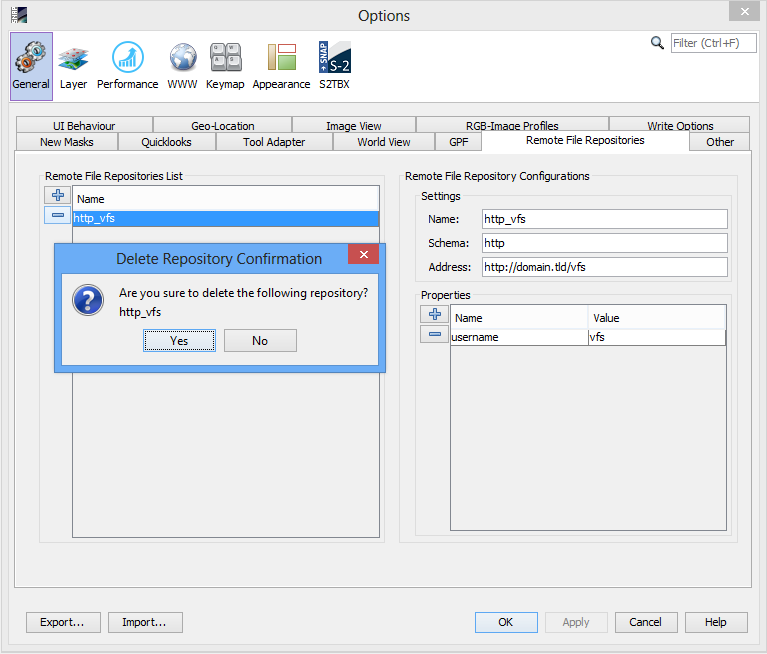 Options
Filter (Ctrl+F)
+ SNAP
S-2
General Layer Performance WWW Keymap Appearance S2TBX
UI Behaviour Geo-Location Image View RGB-Image Profiles Write Options
New Masks Quicklooks Tool Adapter World View GPF Remote File Repositories Other
Remote File Repositories List
Name
http_vfs
Delete Repository Confirmation
Are you sure to delete the following repository?
http_vfs
Yes No
Remote File Repository Configurations
Settings
Name: http_vfs
Schema: http
Address: http://domain.tld/vfs
Properties
Name Value
username vfs
Export... Import... OK Apply Cancel Help